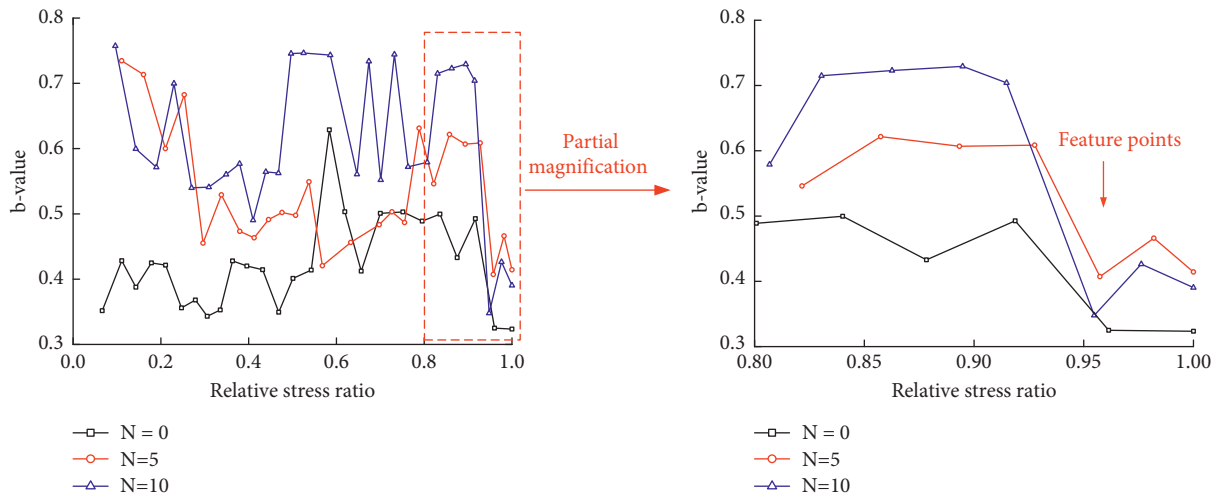 0.8
0.7
0.6
0.5
0.4
0.3
b-value
0.0
0.2
0.4
0.6
0.8
1.0
Relative stress ratio
N = 0
N=5
N=10
Partial
magnification
0.8
0.7
0.6
0.5
0.4
0.3
b-value
Feature points
0.80
0.85
0.90
0.95
1.00
Relative stress ratio
N = 0
N=5
N=10